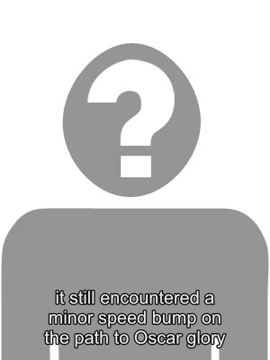 ?
it still encountered a
minor speed bump on
the path to Oscar glory